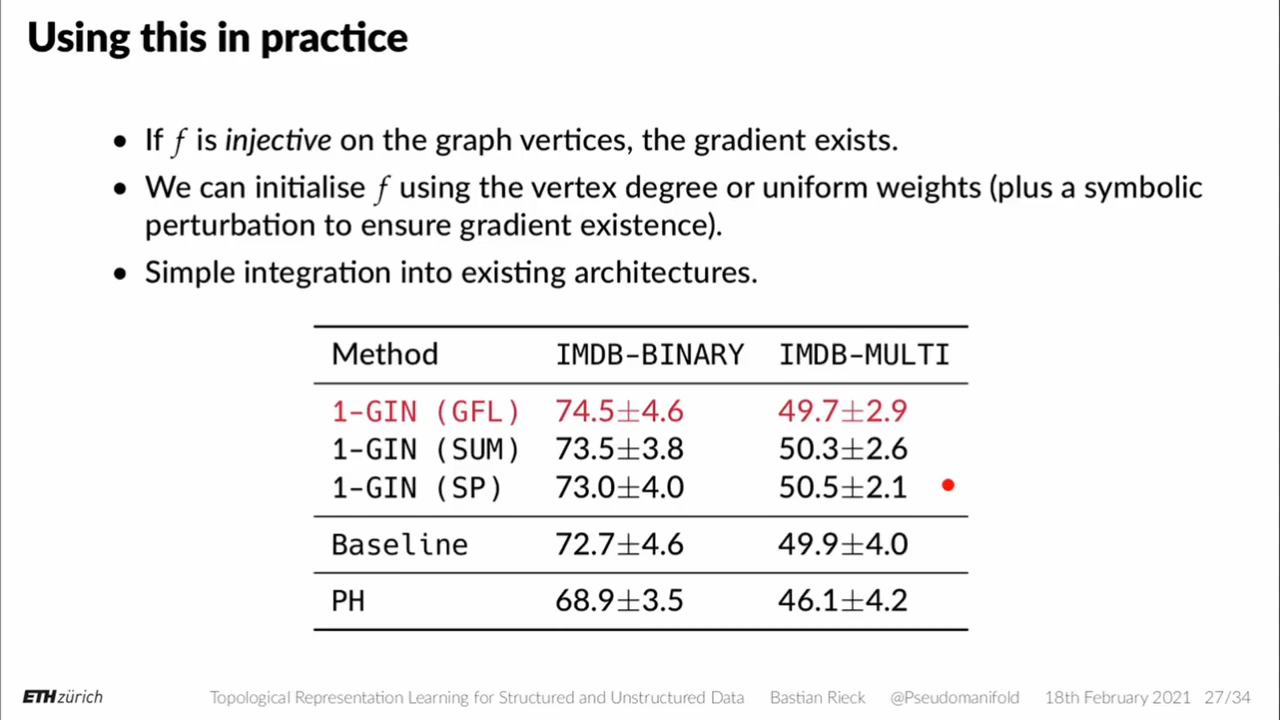 Using this in practice
• If f is injective on the graph vertices, the gradient exists.
• We can initialise f using the vertex degree or uniform weights (plus a symbolic
perturbation to ensure gradient existence).
• Simple integration into existing architectures.
Method IMDB-BINARY IMDB-MULTI
1-GIN (GFL) 74.5±4.6 49.7±2.9
1-GIN (SUM) 73.5±3.8 50.3±2.6
1-GIN (SP) 73.0±4.0 50.5±2.1
Baseline 72.7±4.6 49.9±4.0
PH 68.9±3.5 46.1±4.2
ETH zürich Topological Representation Learning for Structured and Unstructured Data Bastian Rieck @Pseudomanifold 18th February 2021 27/34